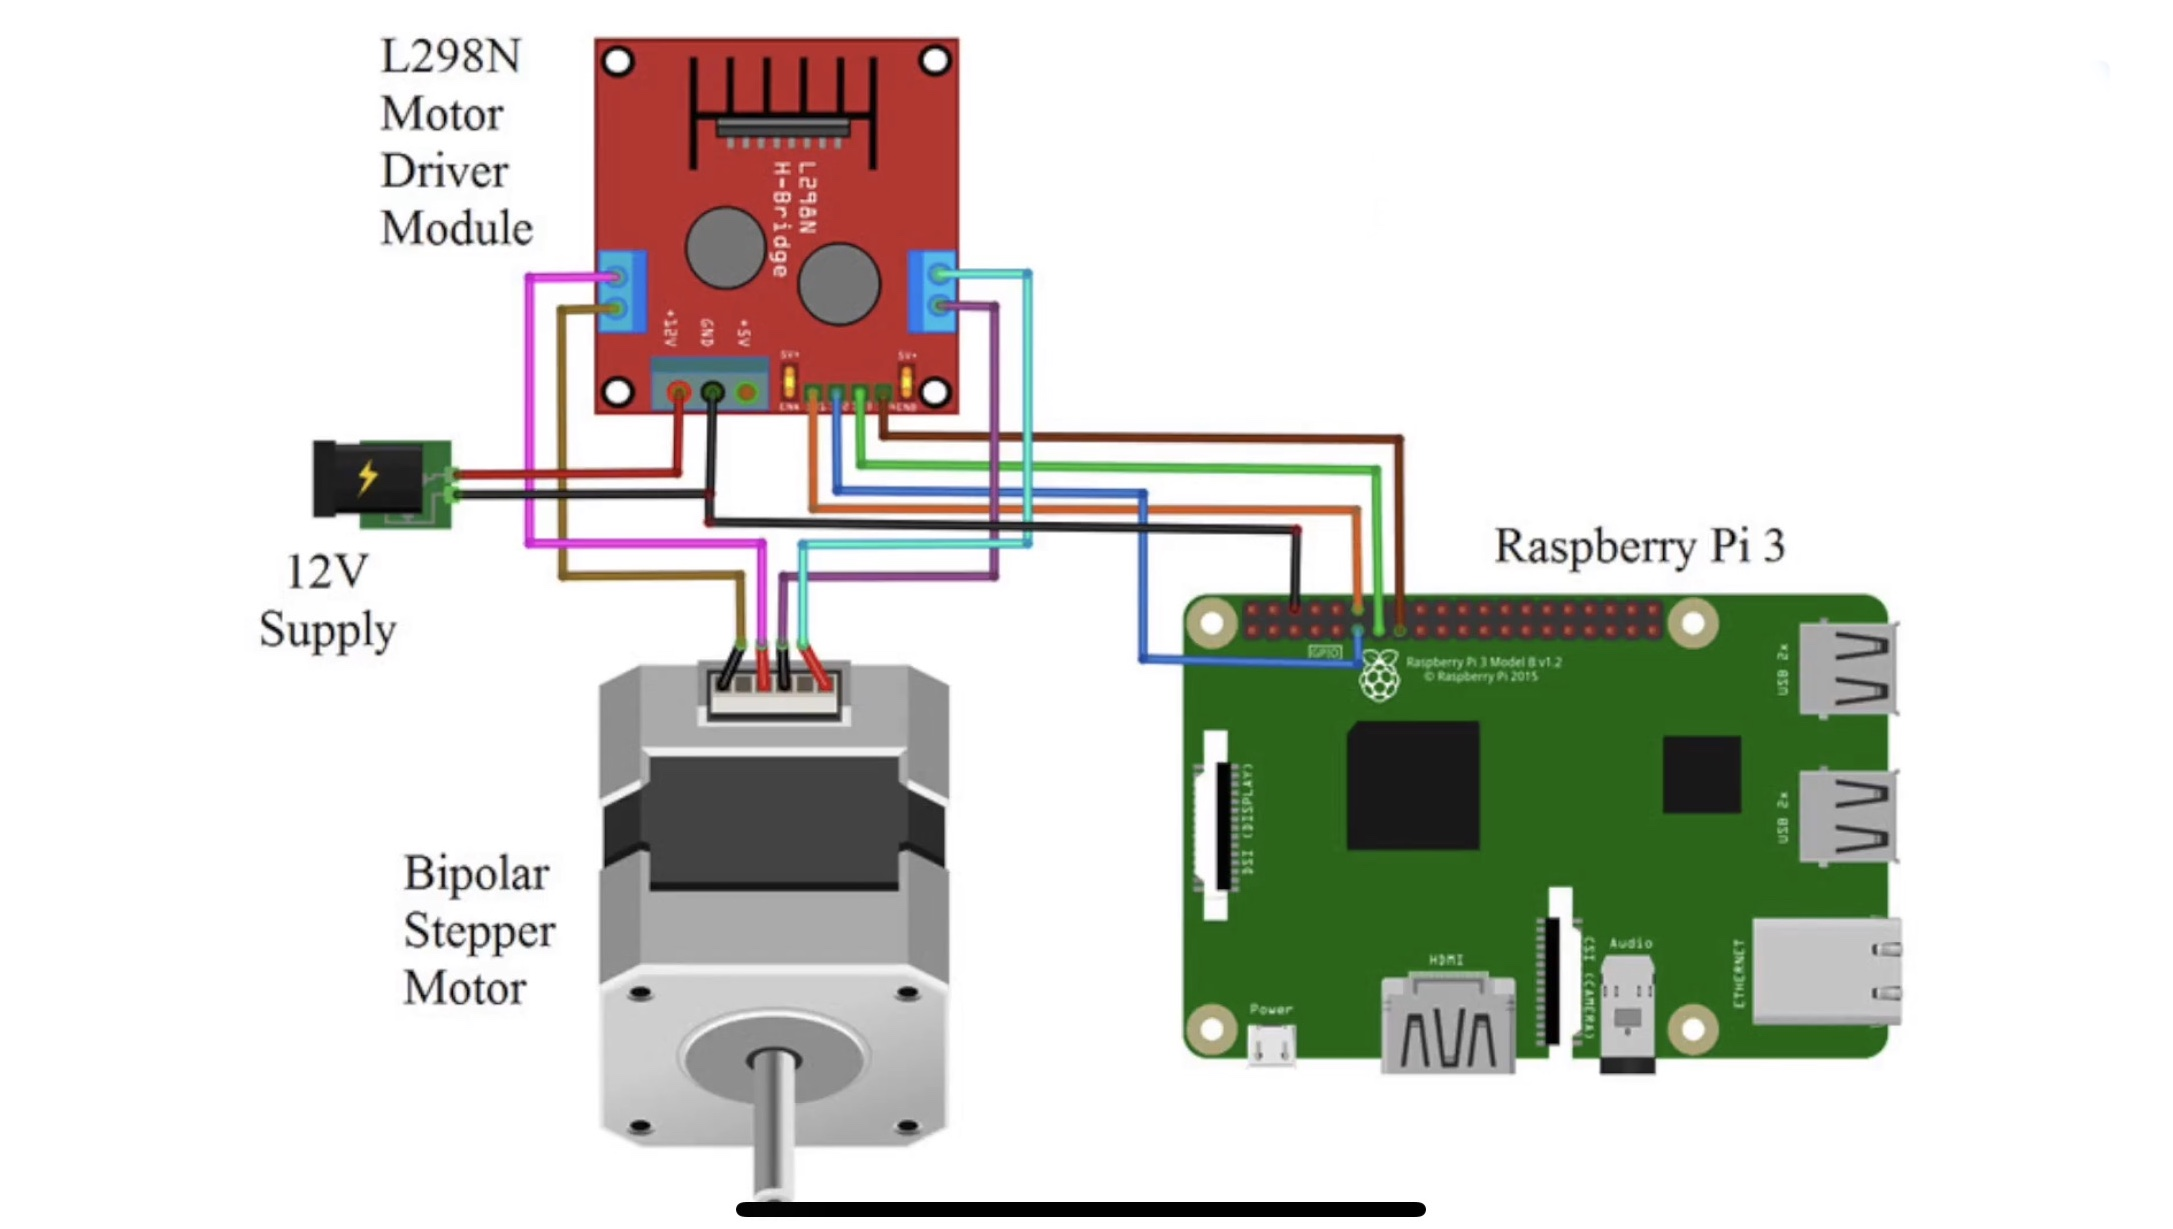 L298N
Motor
Driver
Module
L298N
H-Bridge
+12V
GND
+5V
5V+
5V+
ENA
12V
Supply
Raspberry Pi 3
GPIO
Raspberry Pi 3 Model B v1.2
© Raspberry Pi 2015
USB 2x
USB 2x
DSI (DISPLAY)
Bipolar
Stepper
Motor
Power
HDMI
CSI (CAMERA)
Audio
ETHERNET